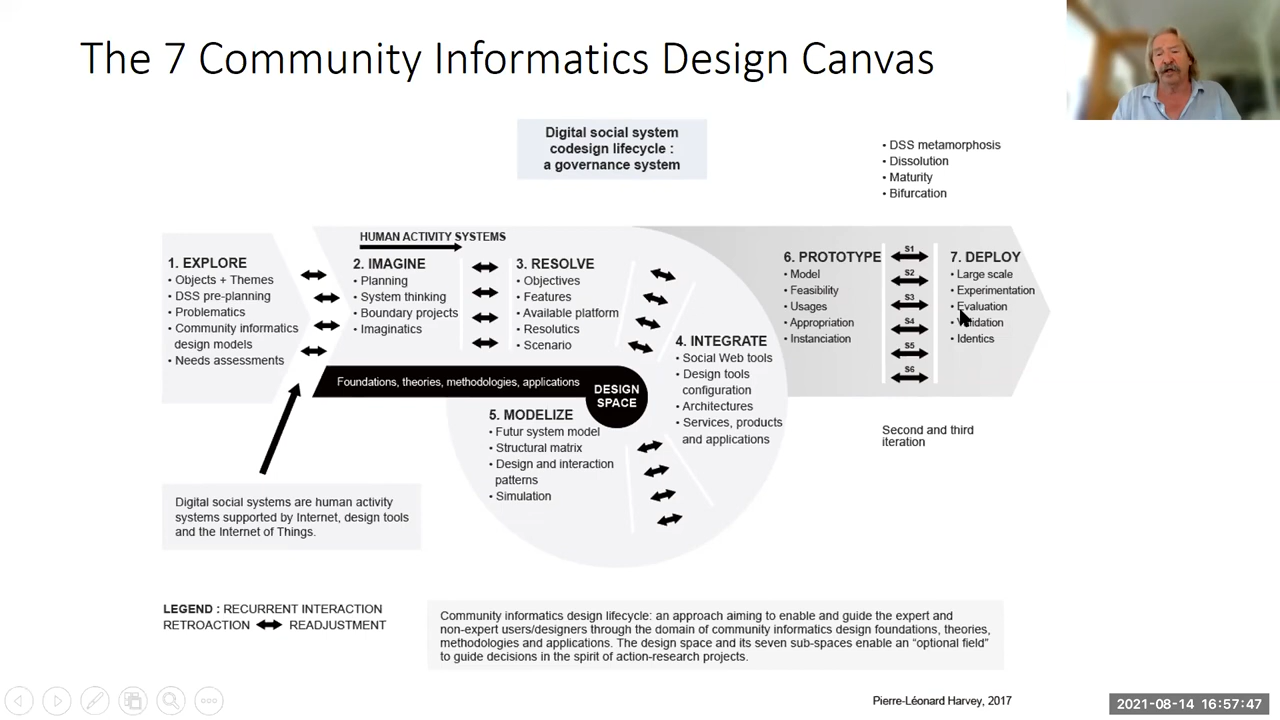 The 7 Community Informatics Design Canvas
Digital social system
codesign lifecycle :
a governance system
• DSS metamorphosis
• Dissolution
• Maturity
• Bifurcation
HUMAN ACTIVITY SYSTEMS
1. EXPLORE
• Objects + Themes
• DSS pre-planning
• Problematics
• Community informatics
design models
• Needs assessments
2. IMAGINE
• Planning
• System thinking
• Boundary projects
• Imaginatics
3. RESOLVE
• Objectives
• Features
• Available platform
• Resolutics
• Scenario
4. INTEGRATE
• Social Web tools
• Design tools
configuration
• Architectures
• Services, products
and applications
Foundations, theories, methodologies, applications
DESIGN
SPACE
5. MODELIZE
• Futur system model
• Structural matrix
• Design and interaction
patterns
• Simulation
6. PROTOTYPE
• Model
• Feasibility
• Usages
• Appropriation
• Instanciation
S1
S2
S3
S4
S5
S6
7. DEPLOY
• Large scale
• Experimentation
• Evaluation
• Validation
• Identics
Second and third
iteration
Digital social systems are human activity
systems supported by Internet, design tools
and the Internet of Things.
LEGEND : RECURRENT INTERACTION
RETROACTION READJUSTMENT
Community informatics design lifecycle: an approach aiming to enable and guide the expert and
non-expert users/designers through the domain of community informatics design foundations, theories,
methodologies and applications. The design space and its seven sub-spaces enable an “optional field”
to guide decisions in the spirit of action-research projects.
Pierre-Léonard Harvey, 2017
2021-08-14 16:57:47